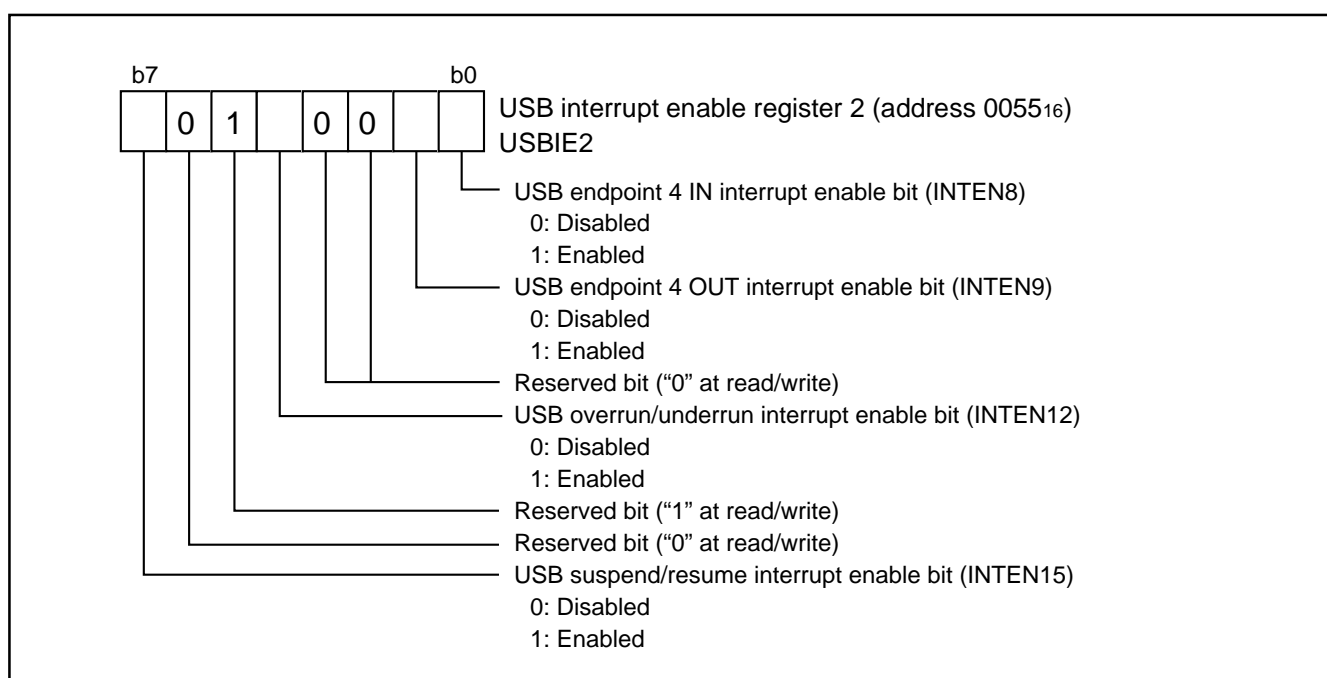 b7 b0
0 1 0 0
USB interrupt enable register 2 (address 005516)
USBIE2
USB endpoint 4 IN interrupt enable bit (INTEN8)
0: Disabled
1: Enabled
USB endpoint 4 OUT interrupt enable bit (INTEN9)
0: Disabled
1: Enabled
Reserved bit (“0” at read/write)
USB overrun/underrun interrupt enable bit (INTEN12)
0: Disabled
1: Enabled
Reserved bit (“1” at read/write)
Reserved bit (“0” at read/write)
USB suspend/resume interrupt enable bit (INTEN15)
0: Disabled
1: Enabled